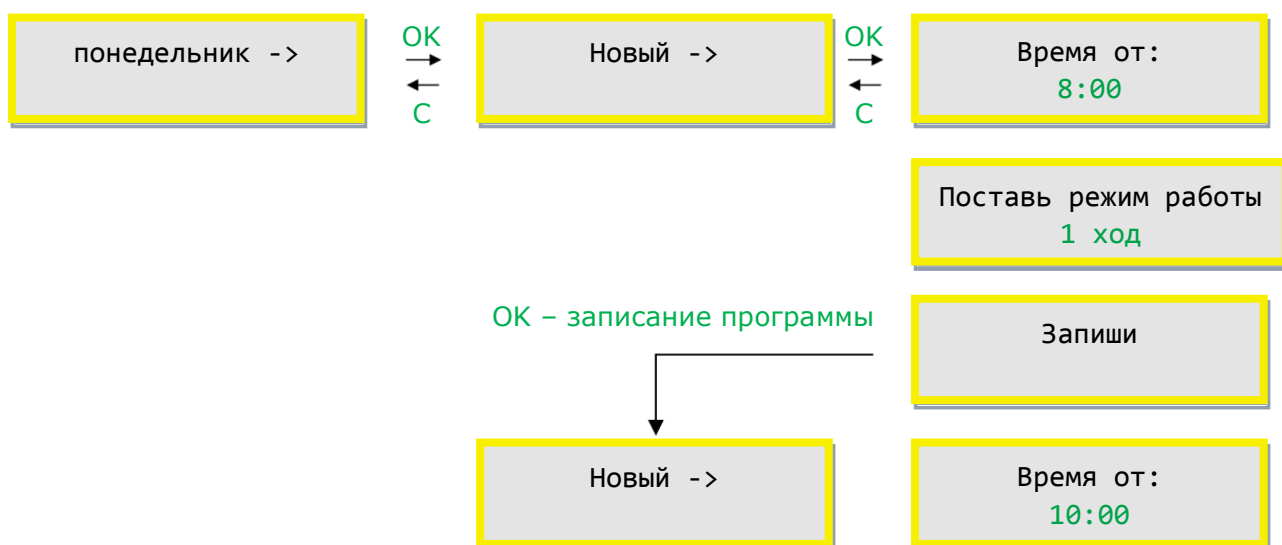 понедельник ->
OK
C
Новый ->
OK
C
Время от:
8:00
Поставь режим работы
1 ход
OK – записание программы
Запиши
Новый ->
Время от:
10:00